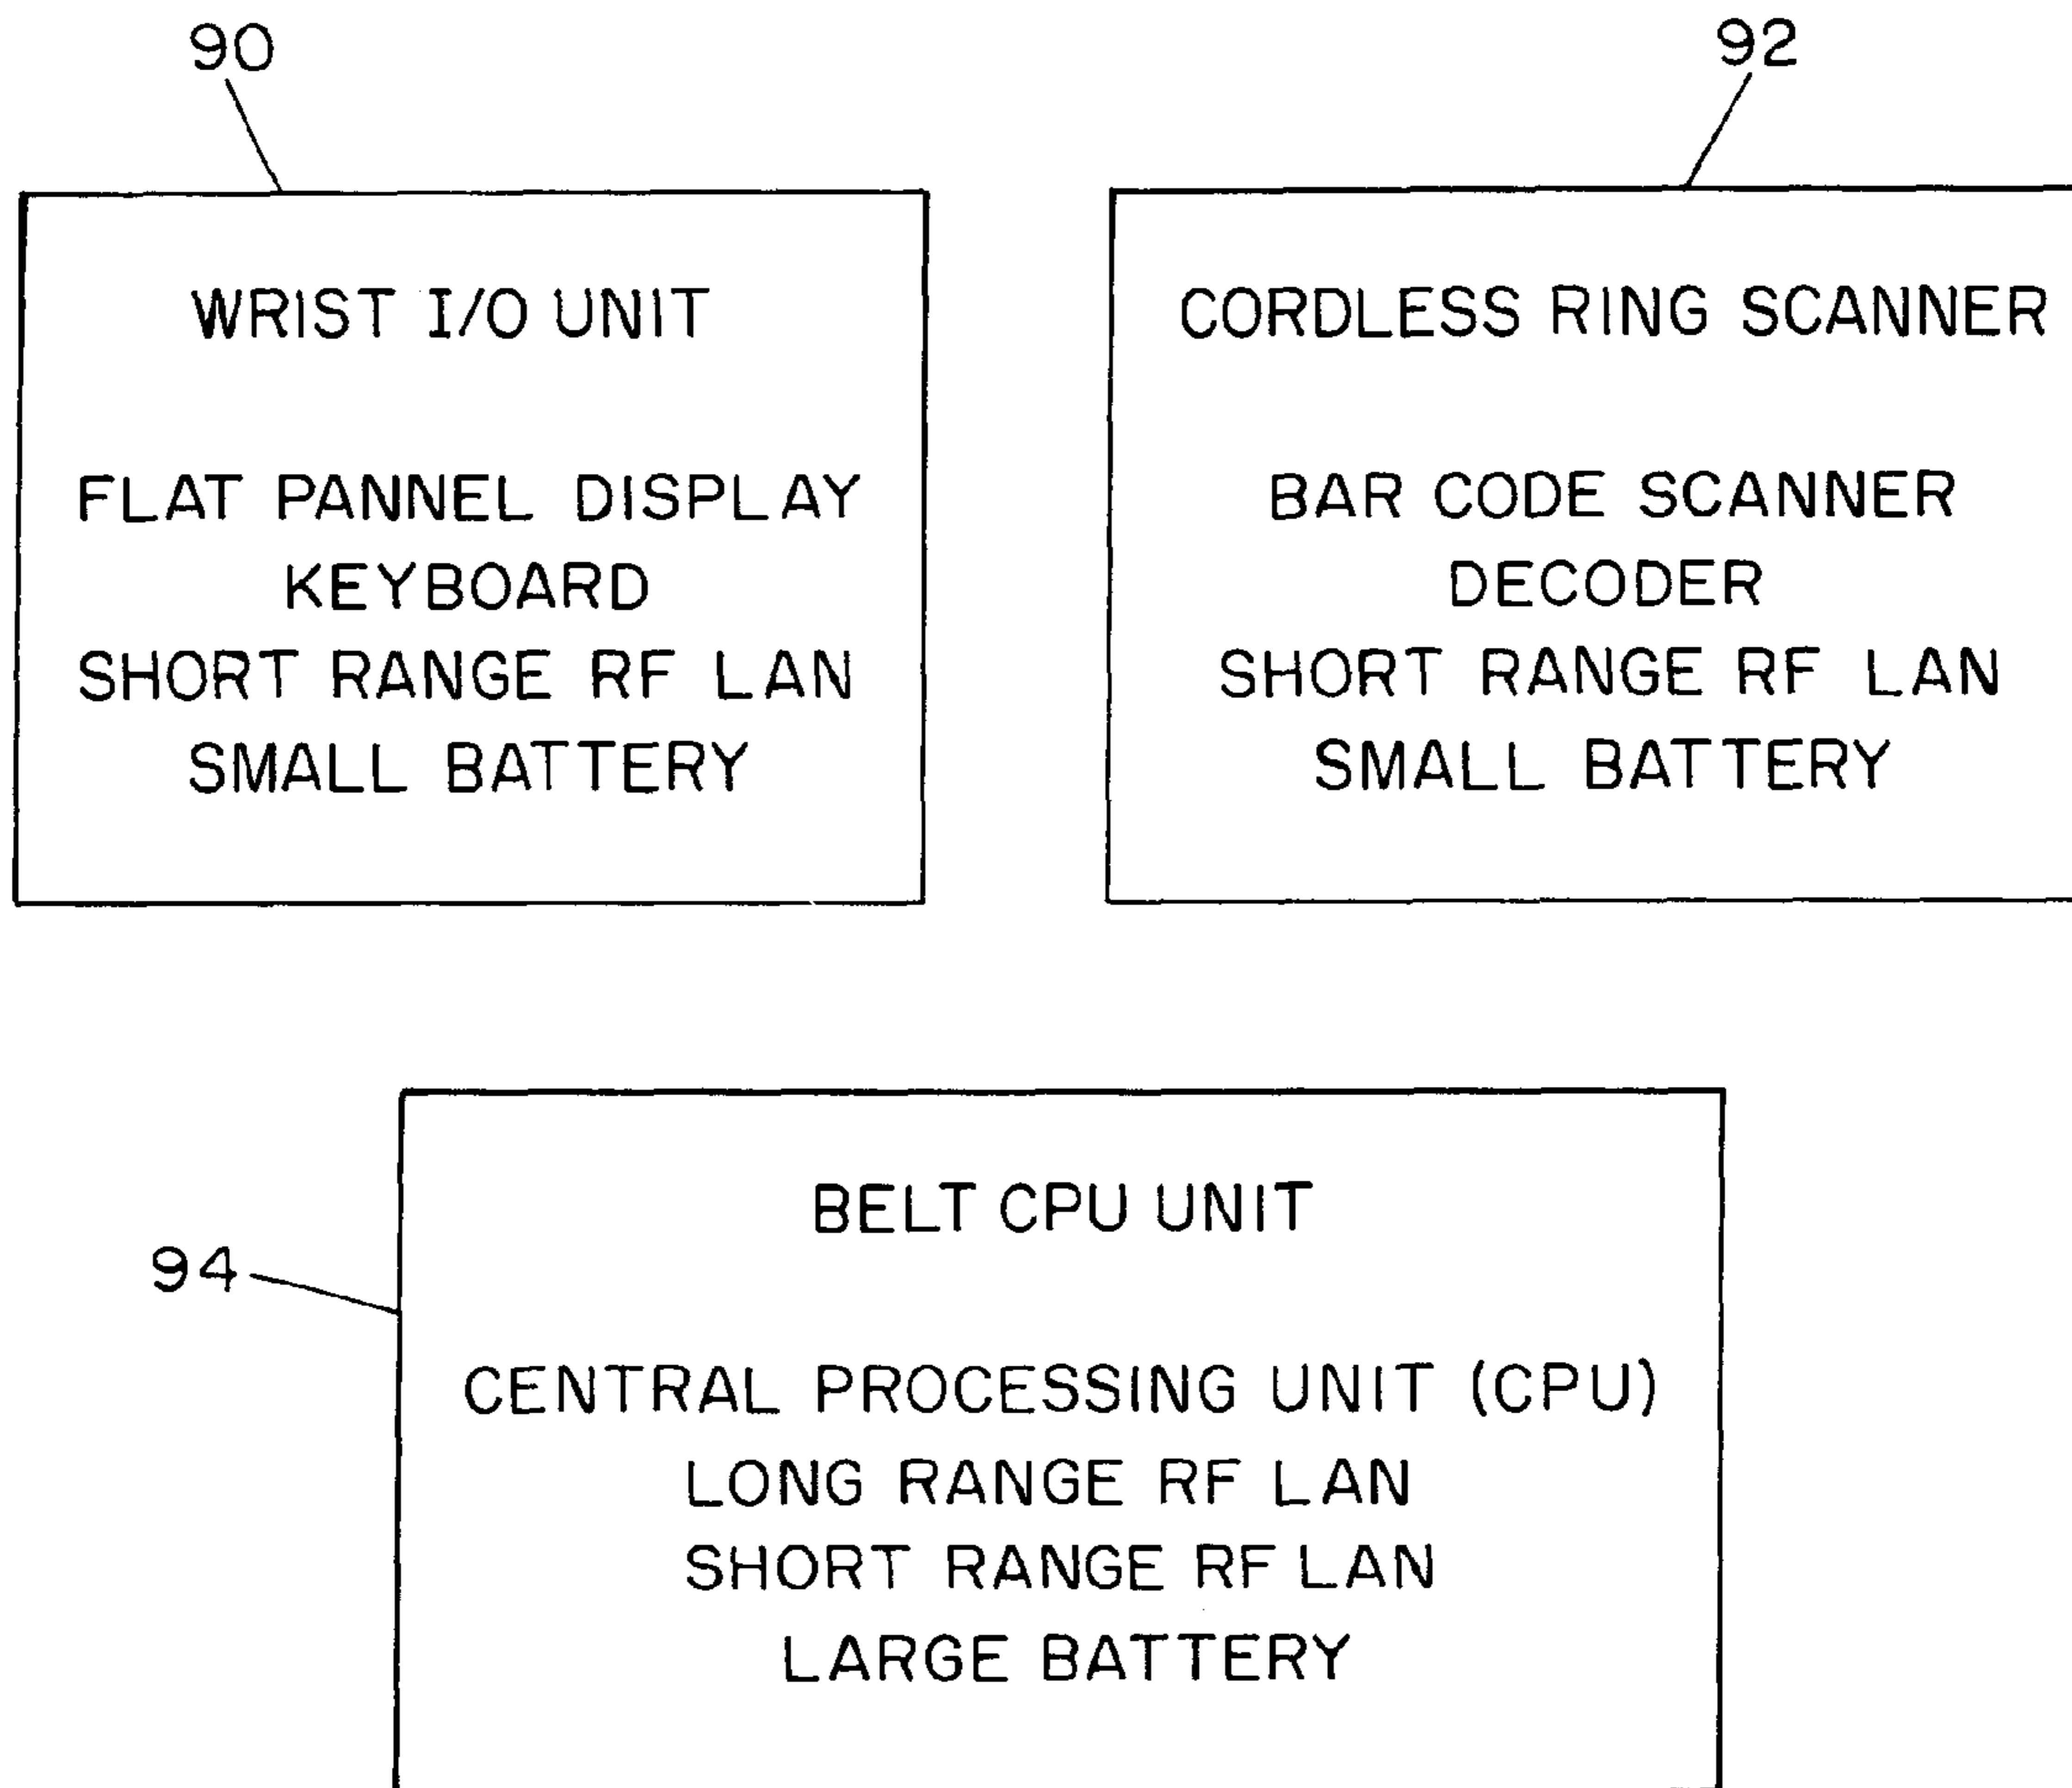 90
WRIST I/O UNIT
FLAT PANNEL DISPLAY
KEYBOARD
SHORT RANGE RF LAN
SMALL BATTERY
92
CORDLESS RING SCANNER
BAR CODE SCANNER
DECODER
SHORT RANGE RF LAN
SMALL BATTERY
94
BELT CPU UNIT
CENTRAL PROCESSING UNIT (CPU)
LONG RANGE RF LAN
SHORT RANGE RF LAN
LARGE BATTERY